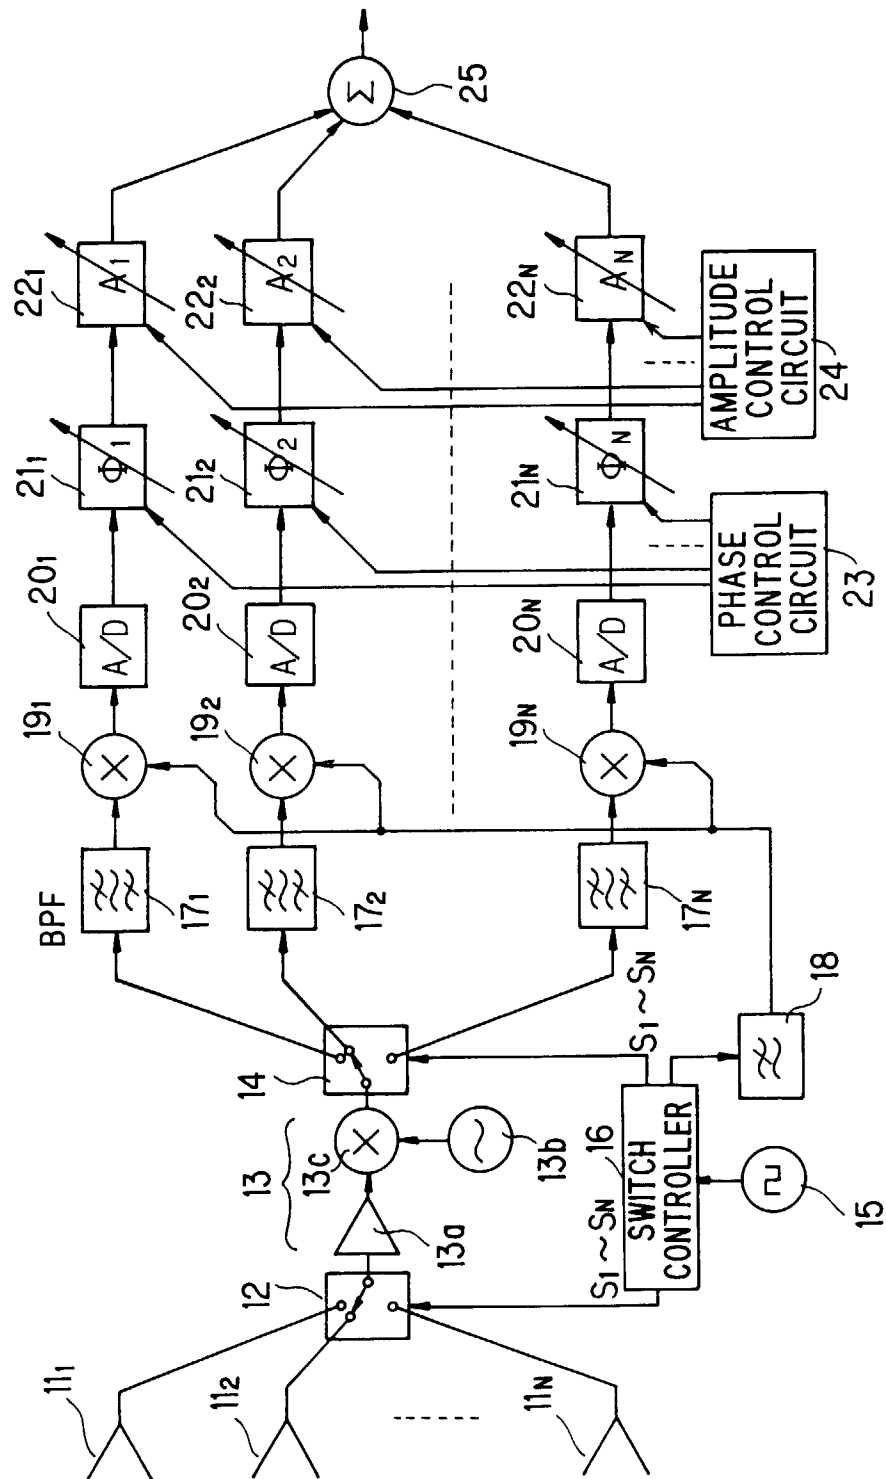 11₁
11₂
11N
12
S₁~SN
13
13a
13b
13c
14
15
16
SWITCH
CONTROLLER
S₁~SN
BPF
17₁
17₂
17N
18
19₁
19₂
19N
20₁
A/D
20₂
A/D
20N
A/D
21₁
Φ₁
21₂
Φ₂
21N
ΦN
PHASE
CONTROL
CIRCUIT
23
22₁
A₁
22₂
A₂
22N
AN
AMPLITUDE
CONTROL
CIRCUIT
24
Σ
25